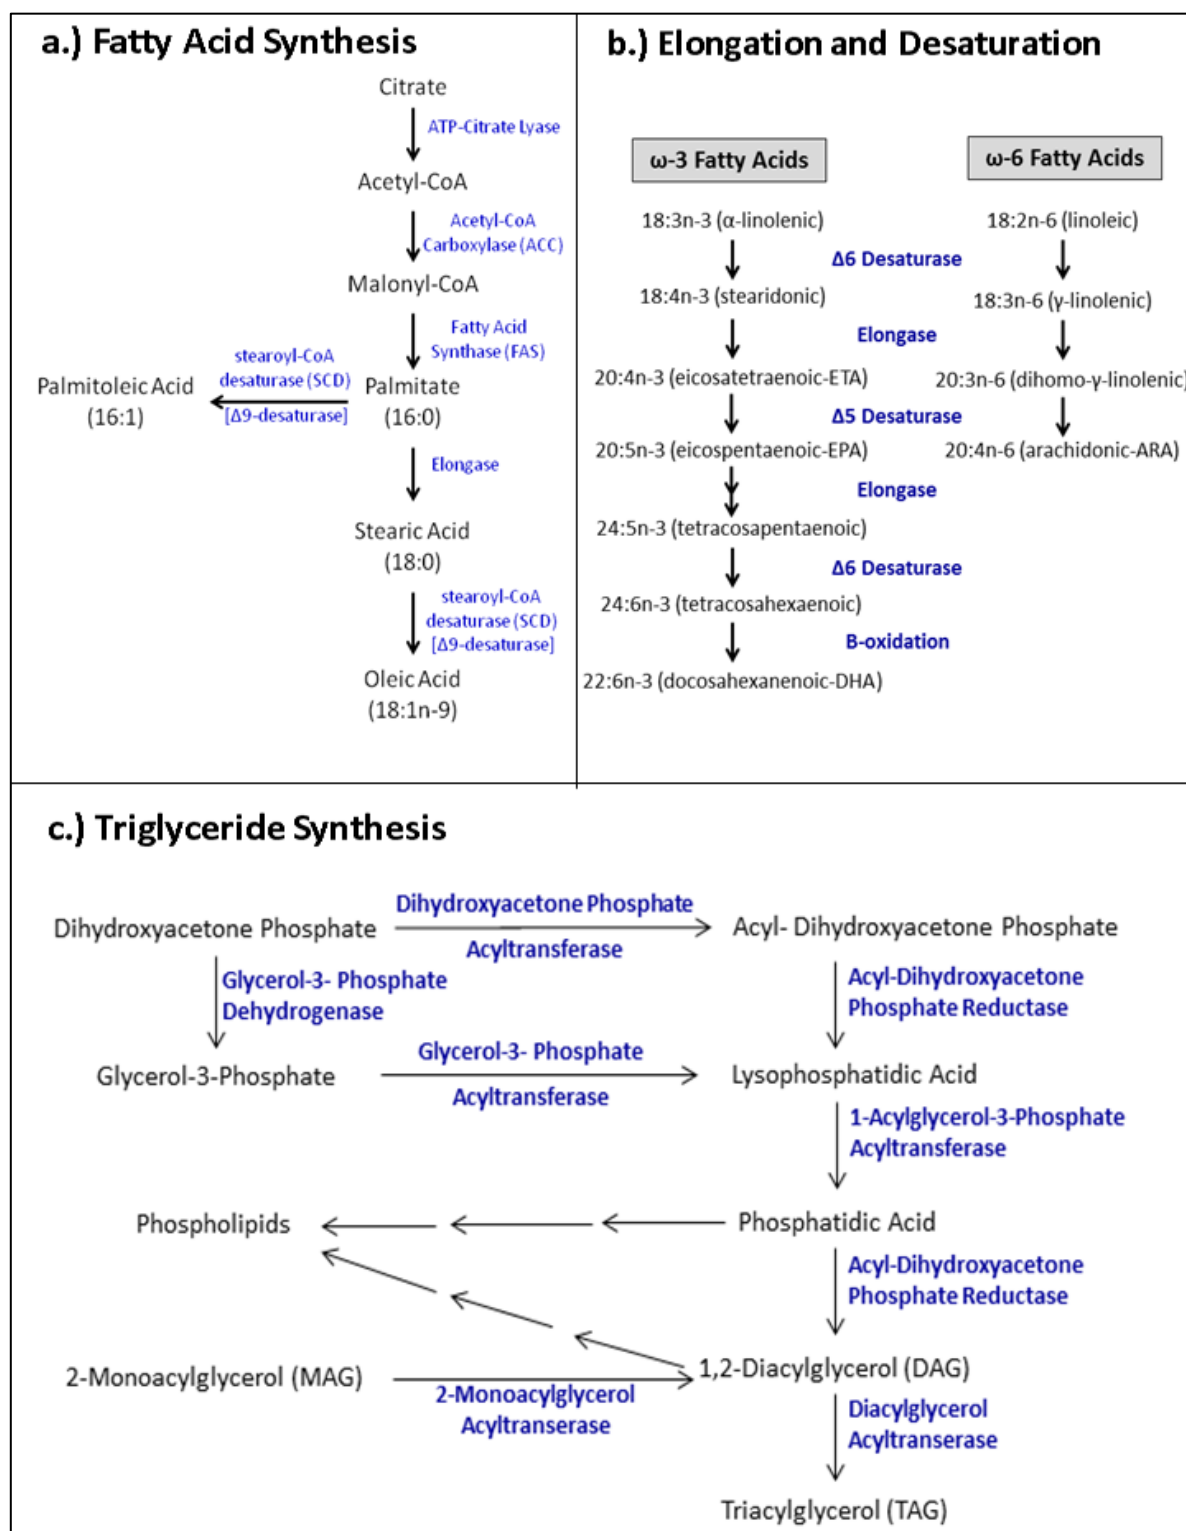 a.) Fatty Acid Synthesis
Citrate
ATP-Citrate Lyase
Acetyl-CoA
Acetyl-CoA
Carboxylase (ACC)
Malonyl-CoA
Fatty Acid
Synthase (FAS)
stearoyl-CoA
desaturase (SCD)
[Δ9-desaturase]
Palmitoleic Acid
(16:1)
Palmitate
(16:0)
Elongase
Stearic Acid
(18:0)
stearoyl-CoA
desaturase (SCD)
[Δ9-desaturase]
Oleic Acid
(18:1n-9)
b.) Elongation and Desaturation
ω-3 Fatty Acids
ω-6 Fatty Acids
18:3n-3 (α-linolenic)
18:2n-6 (linoleic)
Δ6 Desaturase
18:4n-3 (stearidonic)
18:3n-6 (γ-linolenic)
Elongase
20:4n-3 (eicosatetraenoic-ETA)
20:3n-6 (dihomo-γ-linolenic)
Δ5 Desaturase
20:5n-3 (eicospentaenoic-EPA)
20:4n-6 (arachidonic-ARA)
Elongase
24:5n-3 (tetracosapentaenoic)
Δ6 Desaturase
24:6n-3 (tetracosahexaenoic)
B-oxidation
22:6n-3 (docosahexanenoic-DHA)
c.) Triglyceride Synthesis
Dihydroxyacetone Phosphate
Dihydroxyacetone Phosphate
Acyltransferase
Acyl- Dihydroxyacetone Phosphate
Glycerol-3- Phosphate
Dehydrogenase
Acyl-Dihydroxyacetone
Phosphate Reductase
Glycerol-3-Phosphate
Glycerol-3- Phosphate
Acyltransferase
Lysophosphatidic Acid
1-Acylglycerol-3-Phosphate
Acyltransferase
Phospholipids
Phosphatidic Acid
Acyl-Dihydroxyacetone
Phosphate Reductase
2-Monoacylglycerol (MAG)
2-Monoacylglycerol
Acyltranserase
1,2-Diacylglycerol (DAG)
Diacylglycerol
Acyltranserase
Triacylglycerol (TAG)